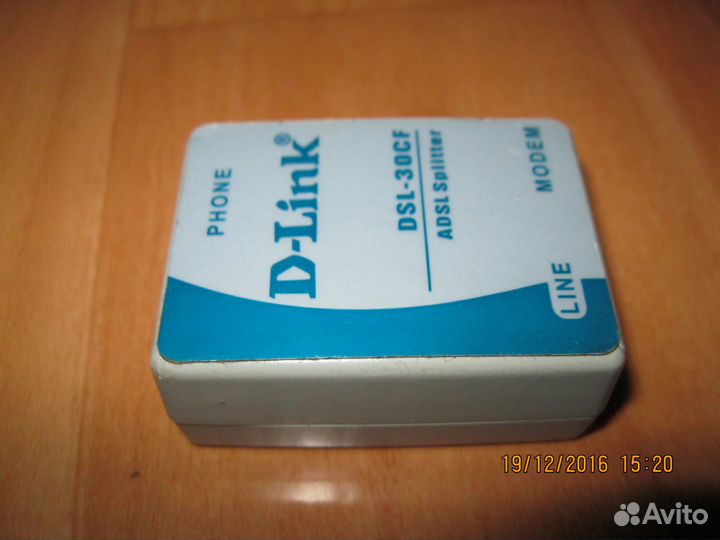 PHONE
D-Link®
DSL-30CF
ADSL Splitter
MODEM
LINE
19/12/2016 15:20
Avito